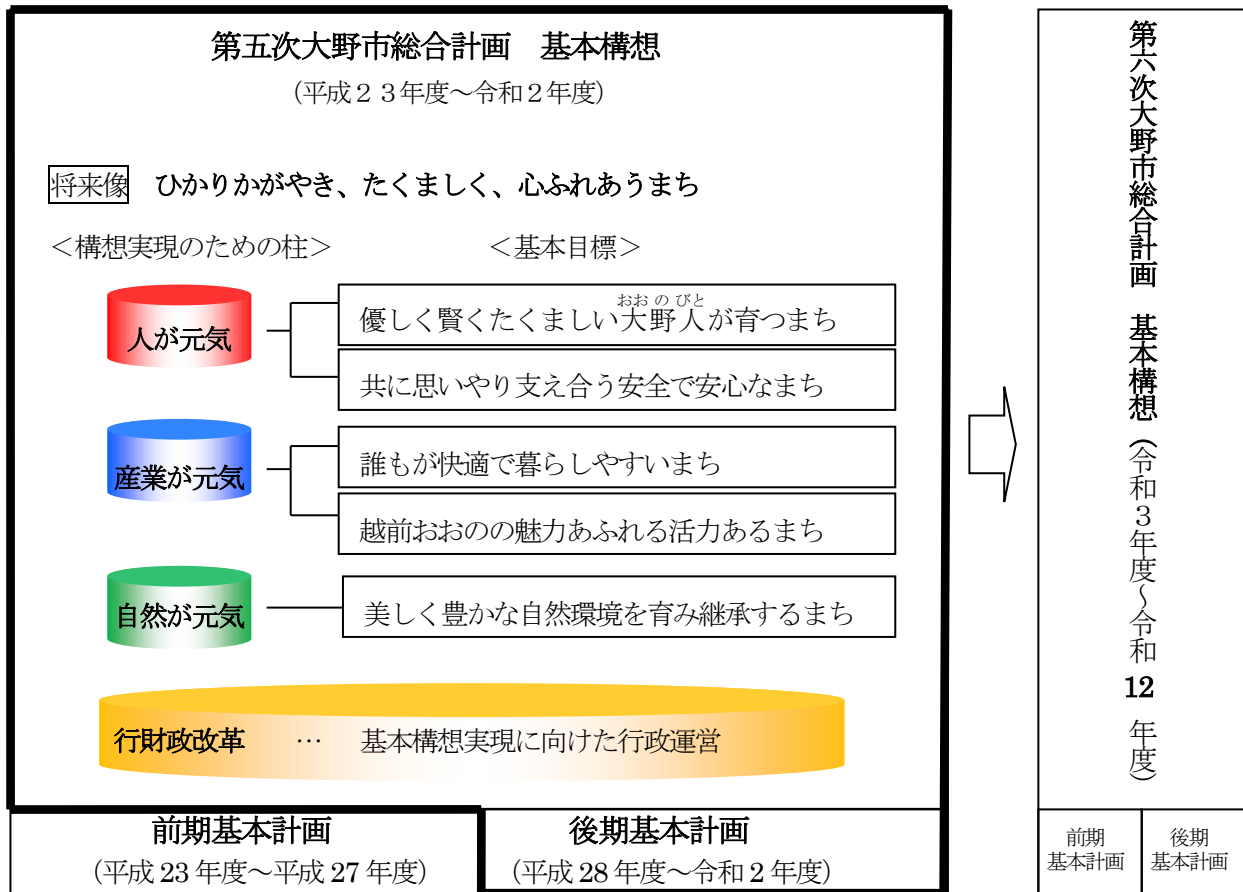 第五次大野市総合計画 基本構想
(平成２３年度～令和２年度)
将来像 ひかりかがやき、たくましく、心ふれあうまち
＜構想実現のための柱＞ ＜基本目標＞
人が元気
おおのびと
優しく賢くたくましい大野人が育つまち
共に思いやり支え合う安全で安心なまち
産業が元気
誰もが快適で暮らしやすいまち
越前おおのの魅力あふれる活力あるまち
自然が元気
美しく豊かな自然環境を育み継承するまち
行財政改革 … 基本構想実現に向けた行政運営
前期基本計画
(平成 23 年度～平成 27 年度)
後期基本計画
(平成 28 年度～令和 2 年度)
第六次大野市総合計画 基本構想（令和３年度～令和 12 年度）
前期
基本計画
後期
基本計画